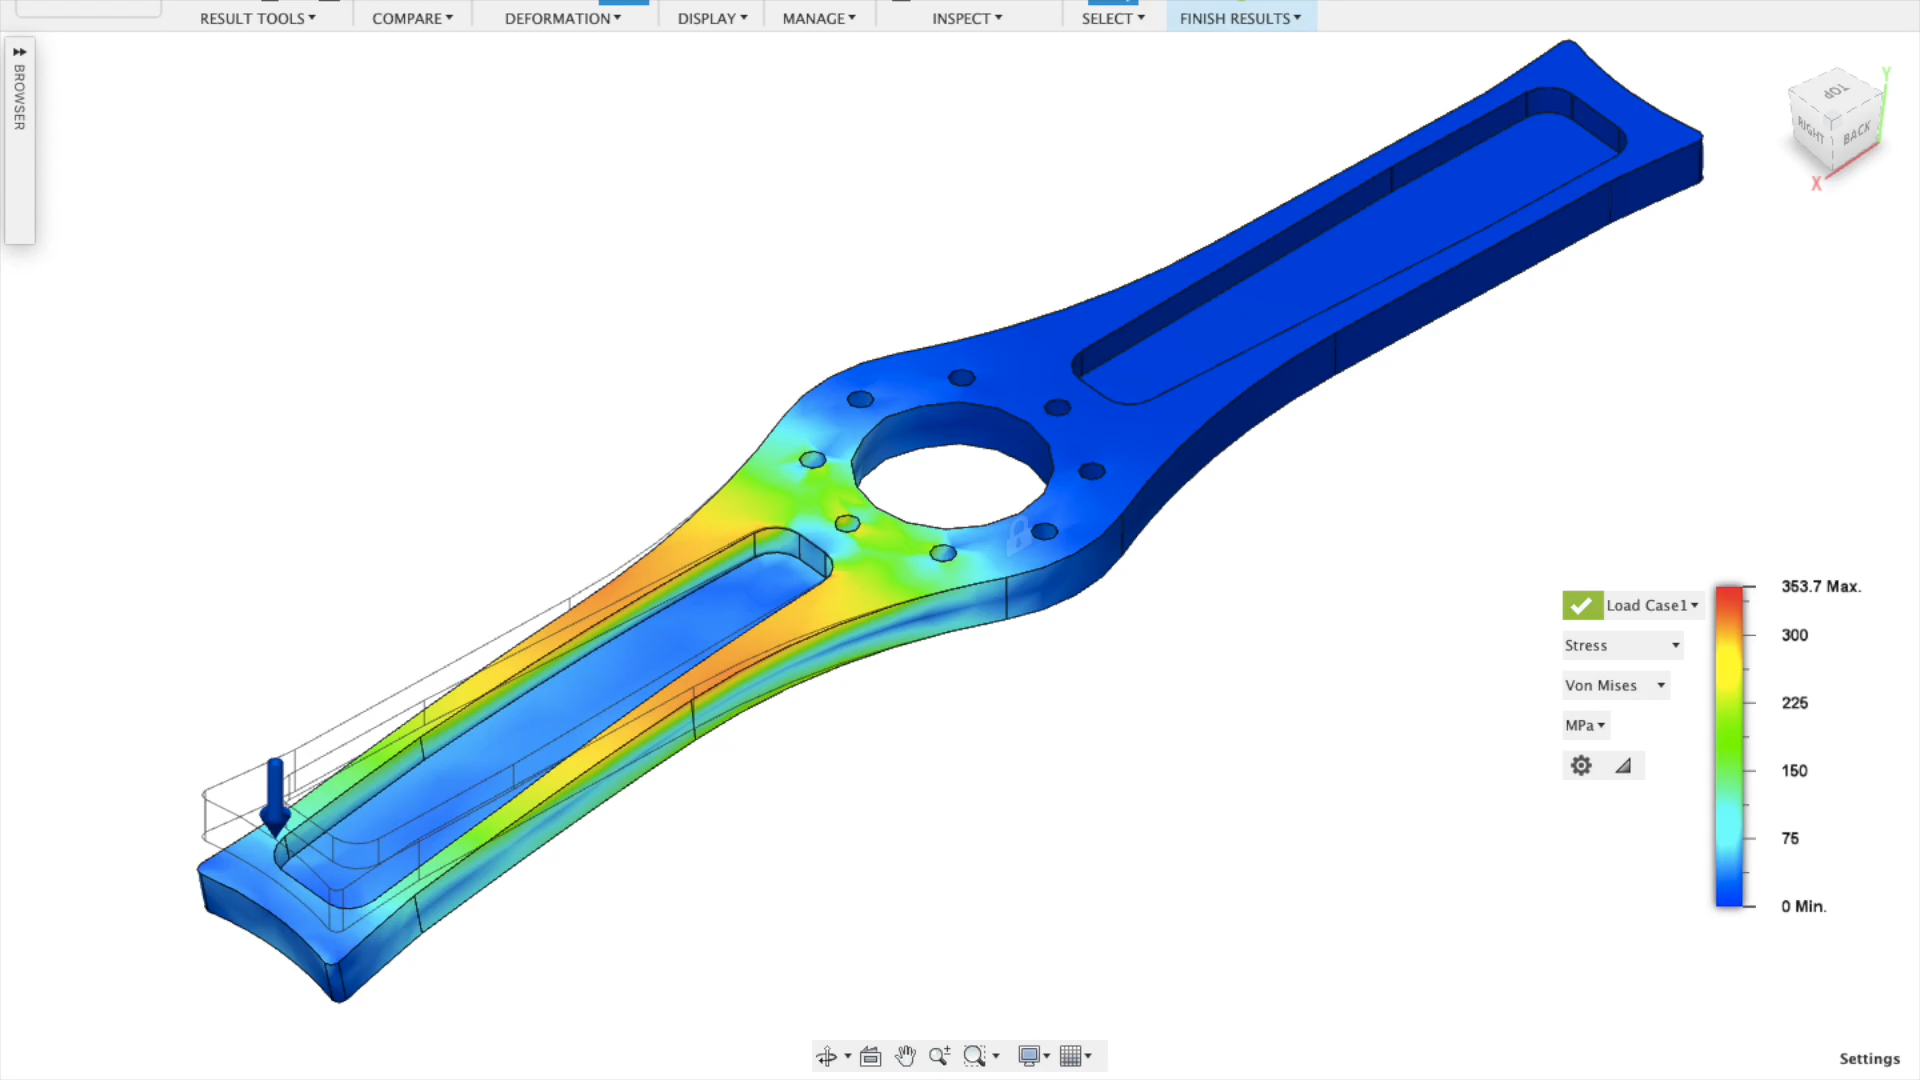 RESULT TOOLS COMPARE DEFORMATION DISPLAY MANAGE INSPECT SELECT FINISH RESULTS
BROWSER
TOP
RIGHT
BACK
Y
X
353.7 Max.
Load Case1
300
Stress
Von Mises
225
MPa
150
75
0 Min.
Settings